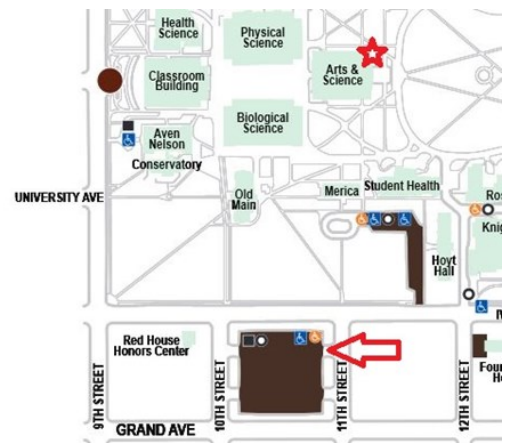 Health
Science
Physical
Science
Arts &
Science
Classroom
Building
Biological
Science
Aven
Nelson
Conservatory
UNIVERSITY AVE
Old
Main
Merica
Student Health
Hoyt
Hall
Red House
Honors Center
9TH STREET
10TH STREET
11TH STREET
12TH STREET
GRAND AVE